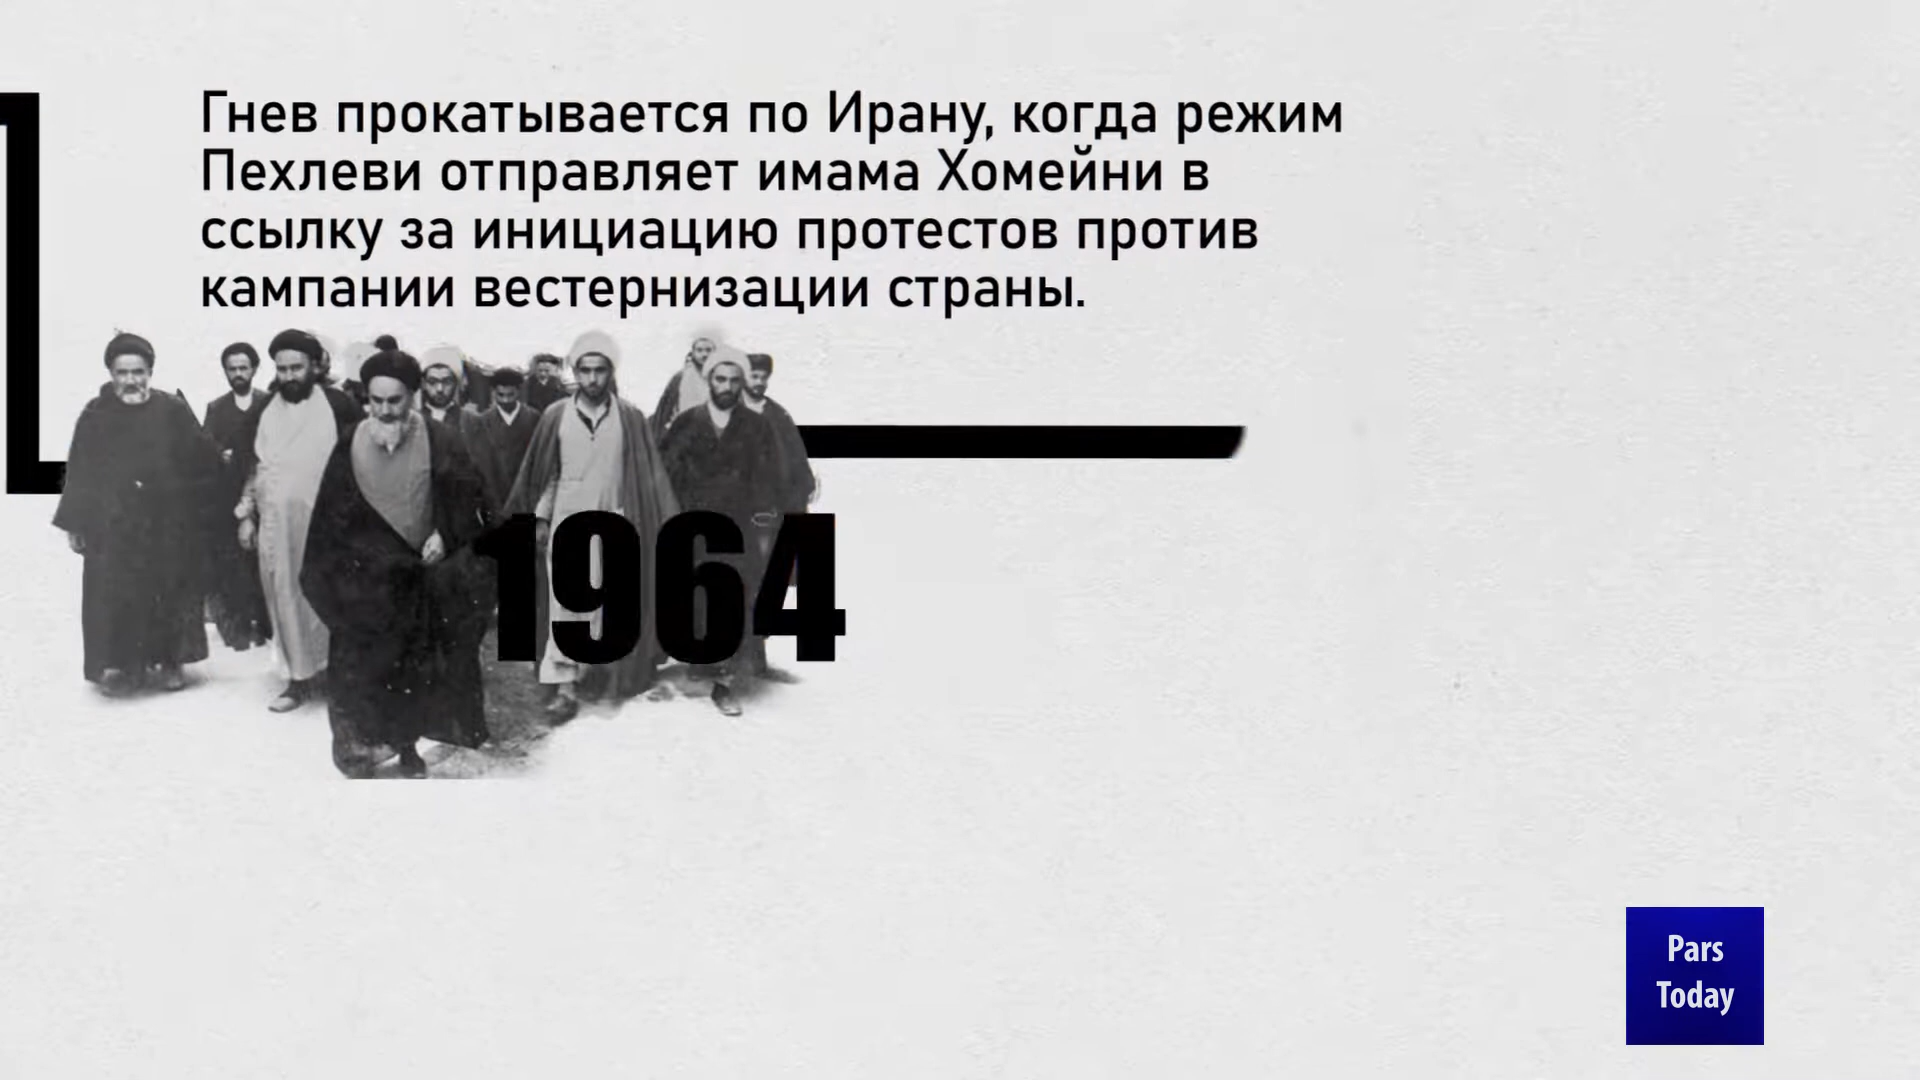 Гнев прокатывается по Ирану, когда режим
Пехлеви отправляет имама Хомейни в
ссылку за инициацию протестов против
кампании вестернизации страны.
1964
Pars
Today